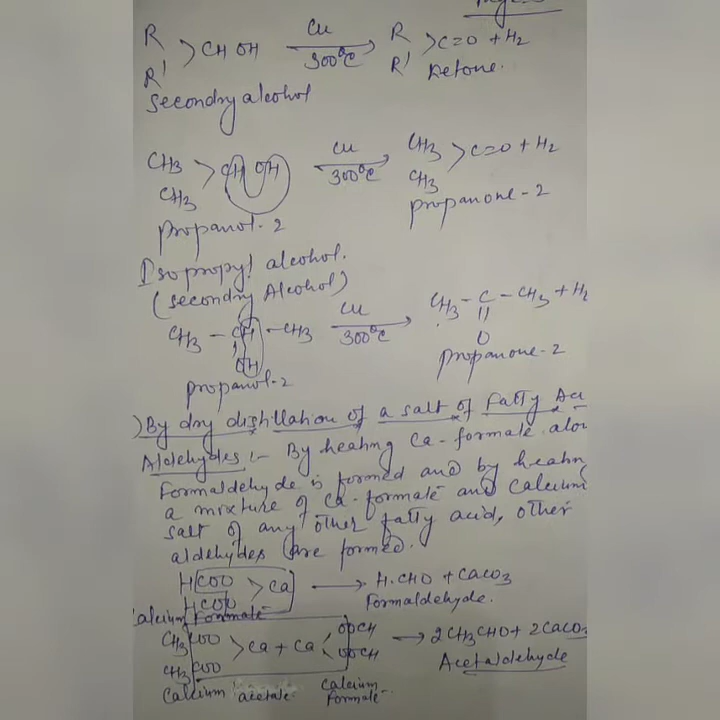 R > CHOH Cu 300°C R > C=O + H2
R' R' Ketone.
Secondry alcohol
CH3 > CH OH Cu 300°C CH3 > C=O + H2
CH3 CH3
propanol-2 propanone-2
Isopropyl alcohol.
(secondry Alcohol)
CH3 - CH - CH3 Cu 300°C CH3 - C - CH3 + H2
OH O
propanol-2 propanone-2
) By dry distillation of a salt of Fatty Ac
Aldehydes :- By heating Ca-formate alo
Formaldehyde is formed and by heatin
a mixture of Ca-formate and Calcium
salt of any other fatty acid, other
aldehydes are formed.
HCOO > Ca → H.CHO + CaCO3
HCOO Formaldehyde.
Calcium Formate
CH3COO > Ca + Ca < OOCH → 2CH3CHO + 2CaCO3
CH3COO OOCH Acetaldehyde
Calcium acetate Calcium Formate